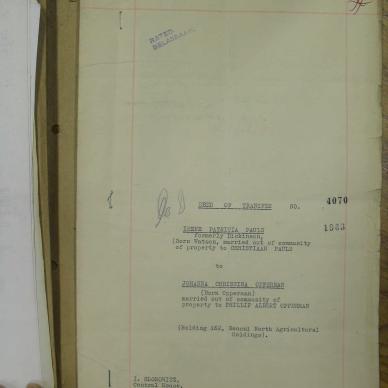 RATED
BELASBAAR
DEED OF TRANSFER NO. 4070
IRENE PATRICIA PAULS 1963
formerly Dickinson,
(Born Watson, married out of community
of property to CHRISTIAAN PAULS
to
JOHANNA CHRISTINA OPPERMAN
(Born Opperman)
married out of community of
property to PHILLIP ALBERT OPPERMAN
(Holding 162, Benoni North Agricultural
Holdings).
Central House,